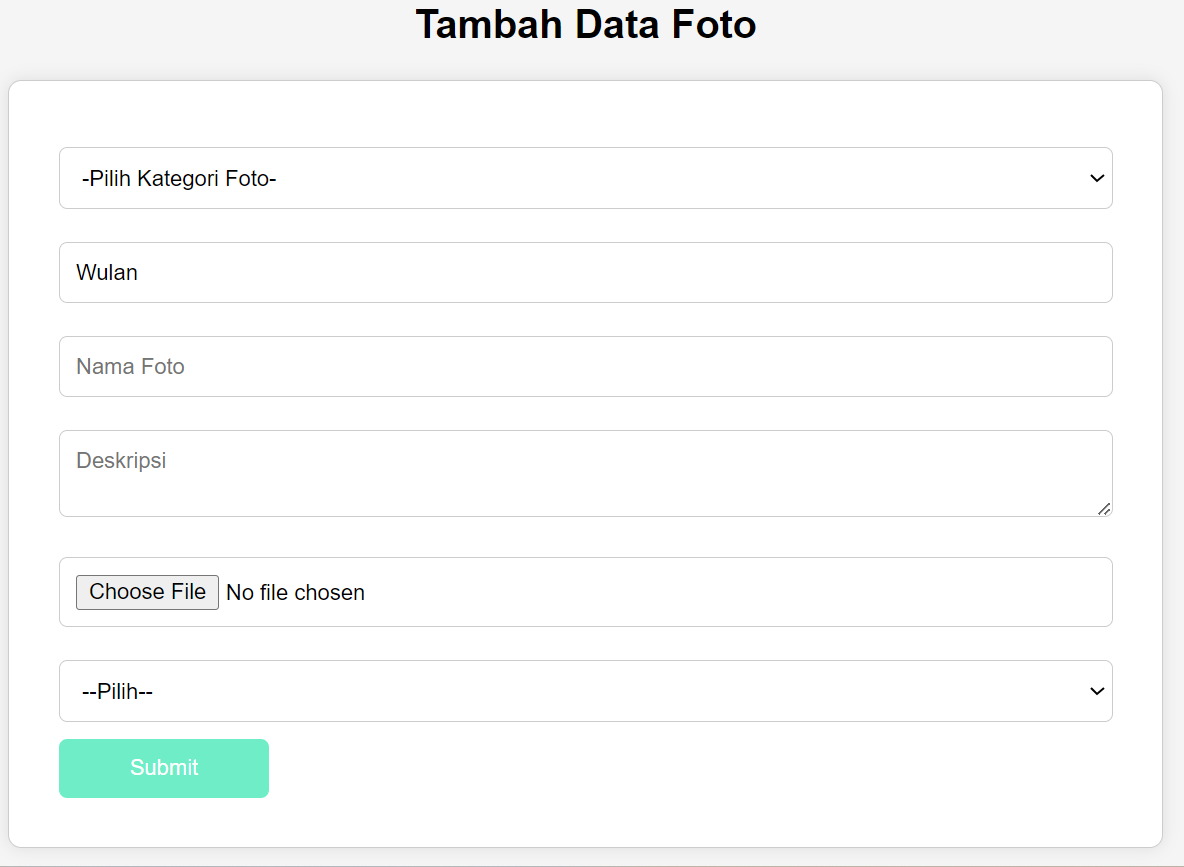 Tambah Data Foto
-Pilih Kategori Foto-
Wulan
Nama Foto
Deskripsi
Choose File No file chosen
--Pilih--
Submit